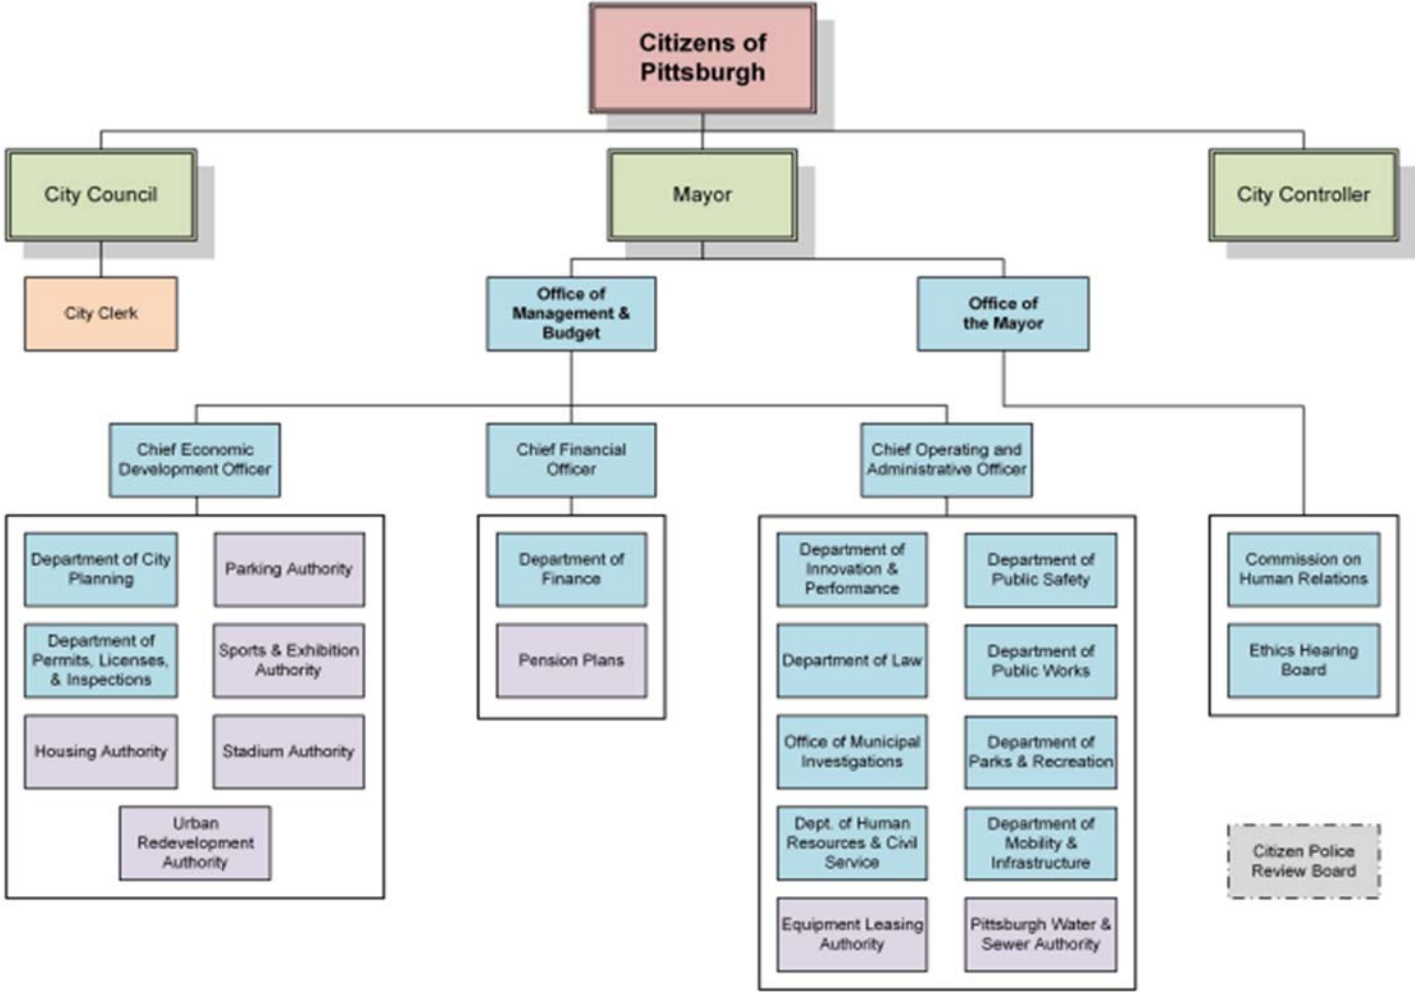 Citizens of
Pittsburgh
City Council
Mayor
City Controller
City Clerk
Office of
Management &
Budget
Office of
the Mayor
Chief Economic
Development Officer
Chief Financial
Officer
Chief Operating and
Administrative Officer
Department of City
Planning
Parking Authority
Department of
Permits, Licenses,
& Inspections
Sports & Exhibition
Authority
Housing Authority
Stadium Authority
Urban
Redevelopment
Authority
Department of
Finance
Pension Plans
Department of
Innovation &
Performance
Department of
Public Safety
Department of Law
Department of
Public Works
Office of Municipal
Investigations
Department of
Parks & Recreation
Dept. of Human
Resources & Civil
Service
Department of
Mobility &
Infrastructure
Equipment Leasing
Authority
Pittsburgh Water &
Sewer Authority
Commission on
Human Relations
Ethics Hearing
Board
Citizen Police
Review Board